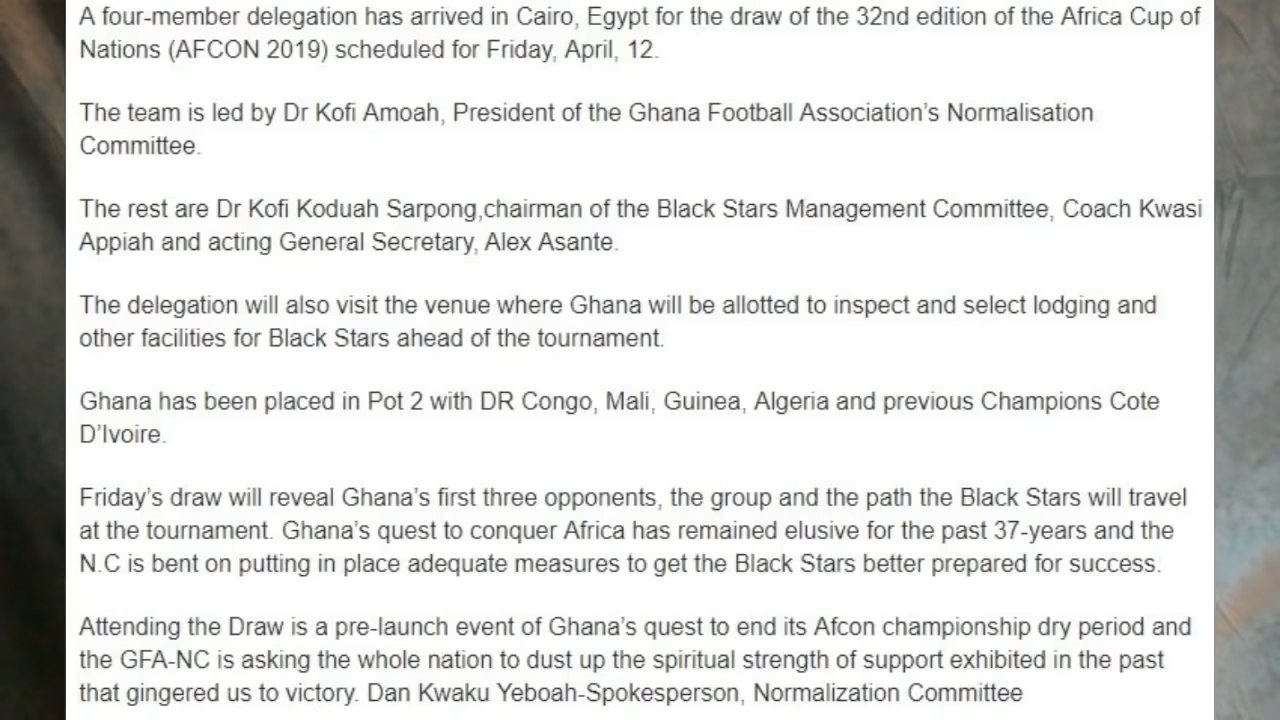 A four-member delegation has arrived in Cairo, Egypt for the draw of the 32nd edition of the Africa Cup of
Nations (AFCON 2019) scheduled for Friday, April, 12.
The team is led by Dr Kofi Amoah, President of the Ghana Football Association's Normalisation
Committee.
The rest are Dr Kofi Koduah Sarpong,chairman of the Black Stars Management Committee, Coach Kwasi
Appiah and acting General Secretary, Alex Asante.
The delegation will also visit the venue where Ghana will be allotted to inspect and select lodging and
other facilities for Black Stars ahead of the tournament.
Ghana has been placed in Pot 2 with DR Congo, Mali, Guinea, Algeria and previous Champions Cote
D'Ivoire.
Friday's draw will reveal Ghana's first three opponents, the group and the path the Black Stars will travel
at the tournament. Ghana's quest to conquer Africa has remained elusive for the past 37-years and the
N.C is bent on putting in place adequate measures to get the Black Stars better prepared for success.
Attending the Draw is a pre-launch event of Ghana's quest to end its Afcon championship dry period and
the GFA-NC is asking the whole nation to dust up the spiritual strength of support exhibited in the past
that gingered us to victory. Dan Kwaku Yeboah-Spokesperson, Normalization Committee